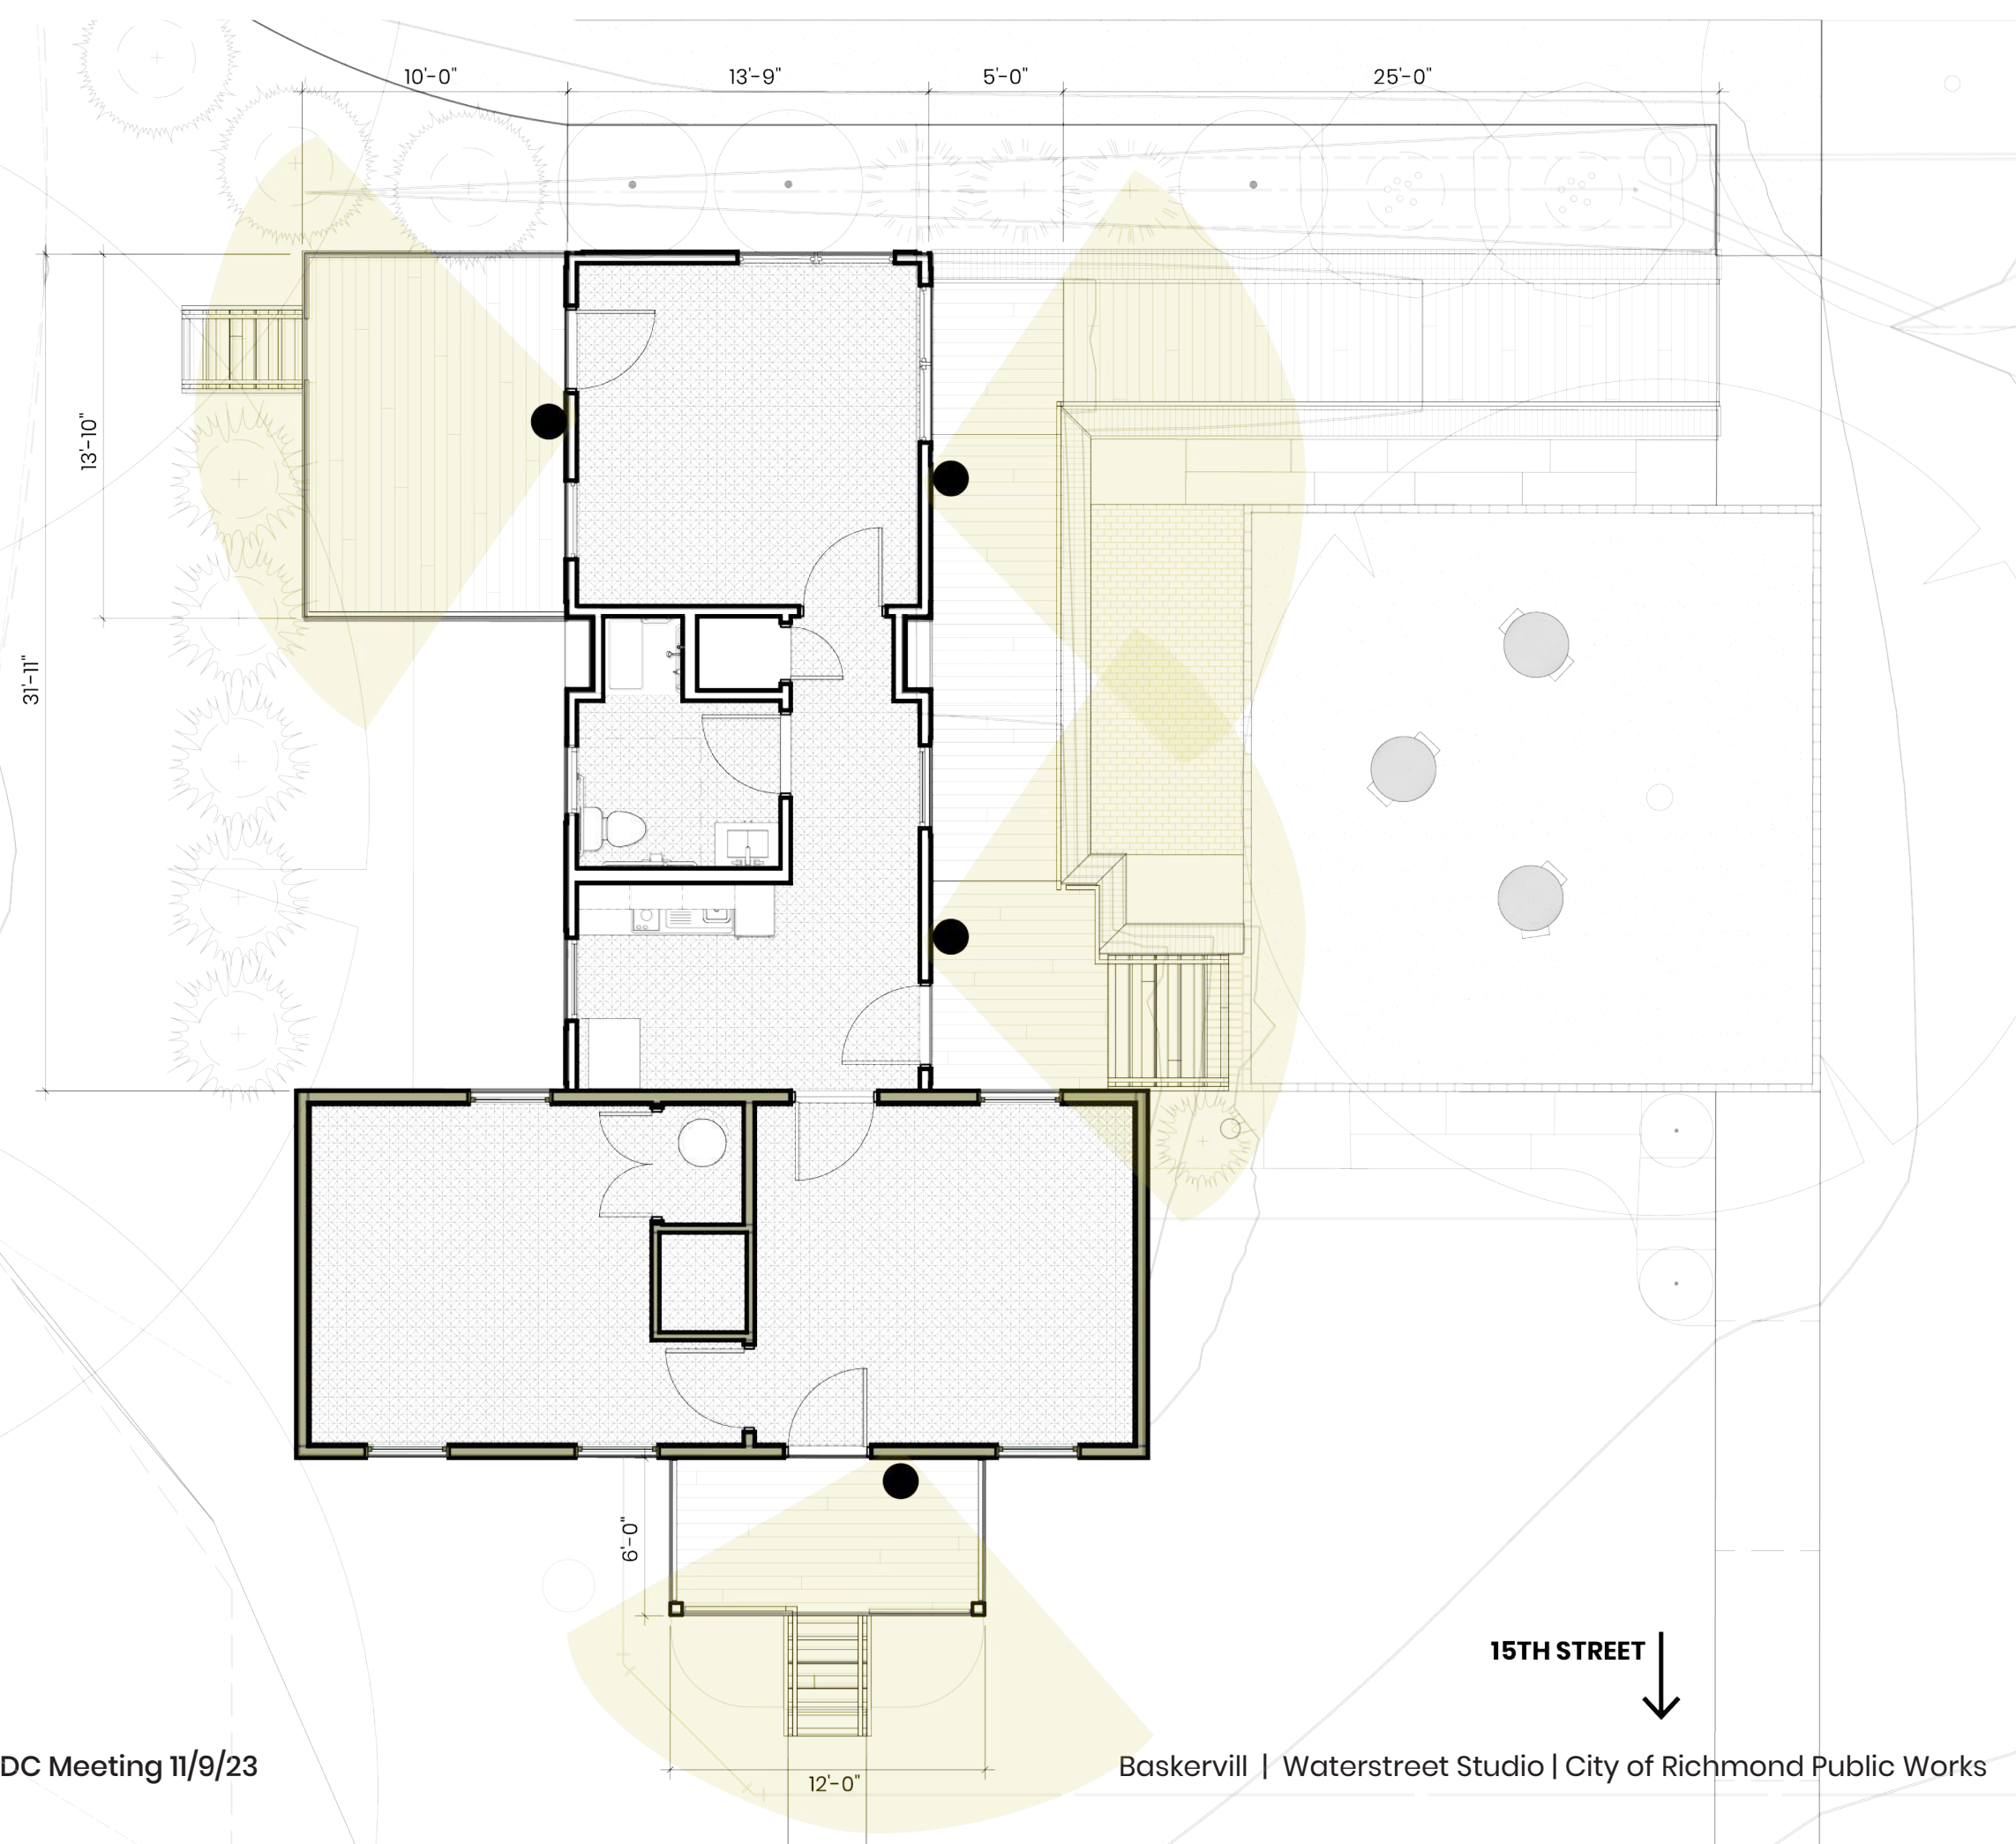 10'-0"
13'-9"
5'-0"
25'-0"
13'-10"
31'-11"
6'-0"
15TH STREET
DC Meeting 11/9/23
12'-0"
Baskervill | Waterstreet Studio | City of Richmond Public Works